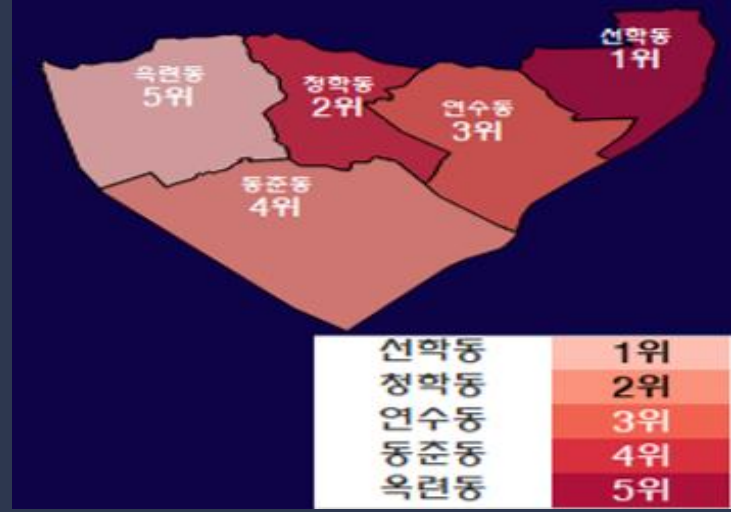 선학동
1위
옥련동
5위
청학동
2위
연수동
3위
동춘동
4위
선학동 1위
청학동 2위
연수동 3위
동춘동 4위
옥련동 5위